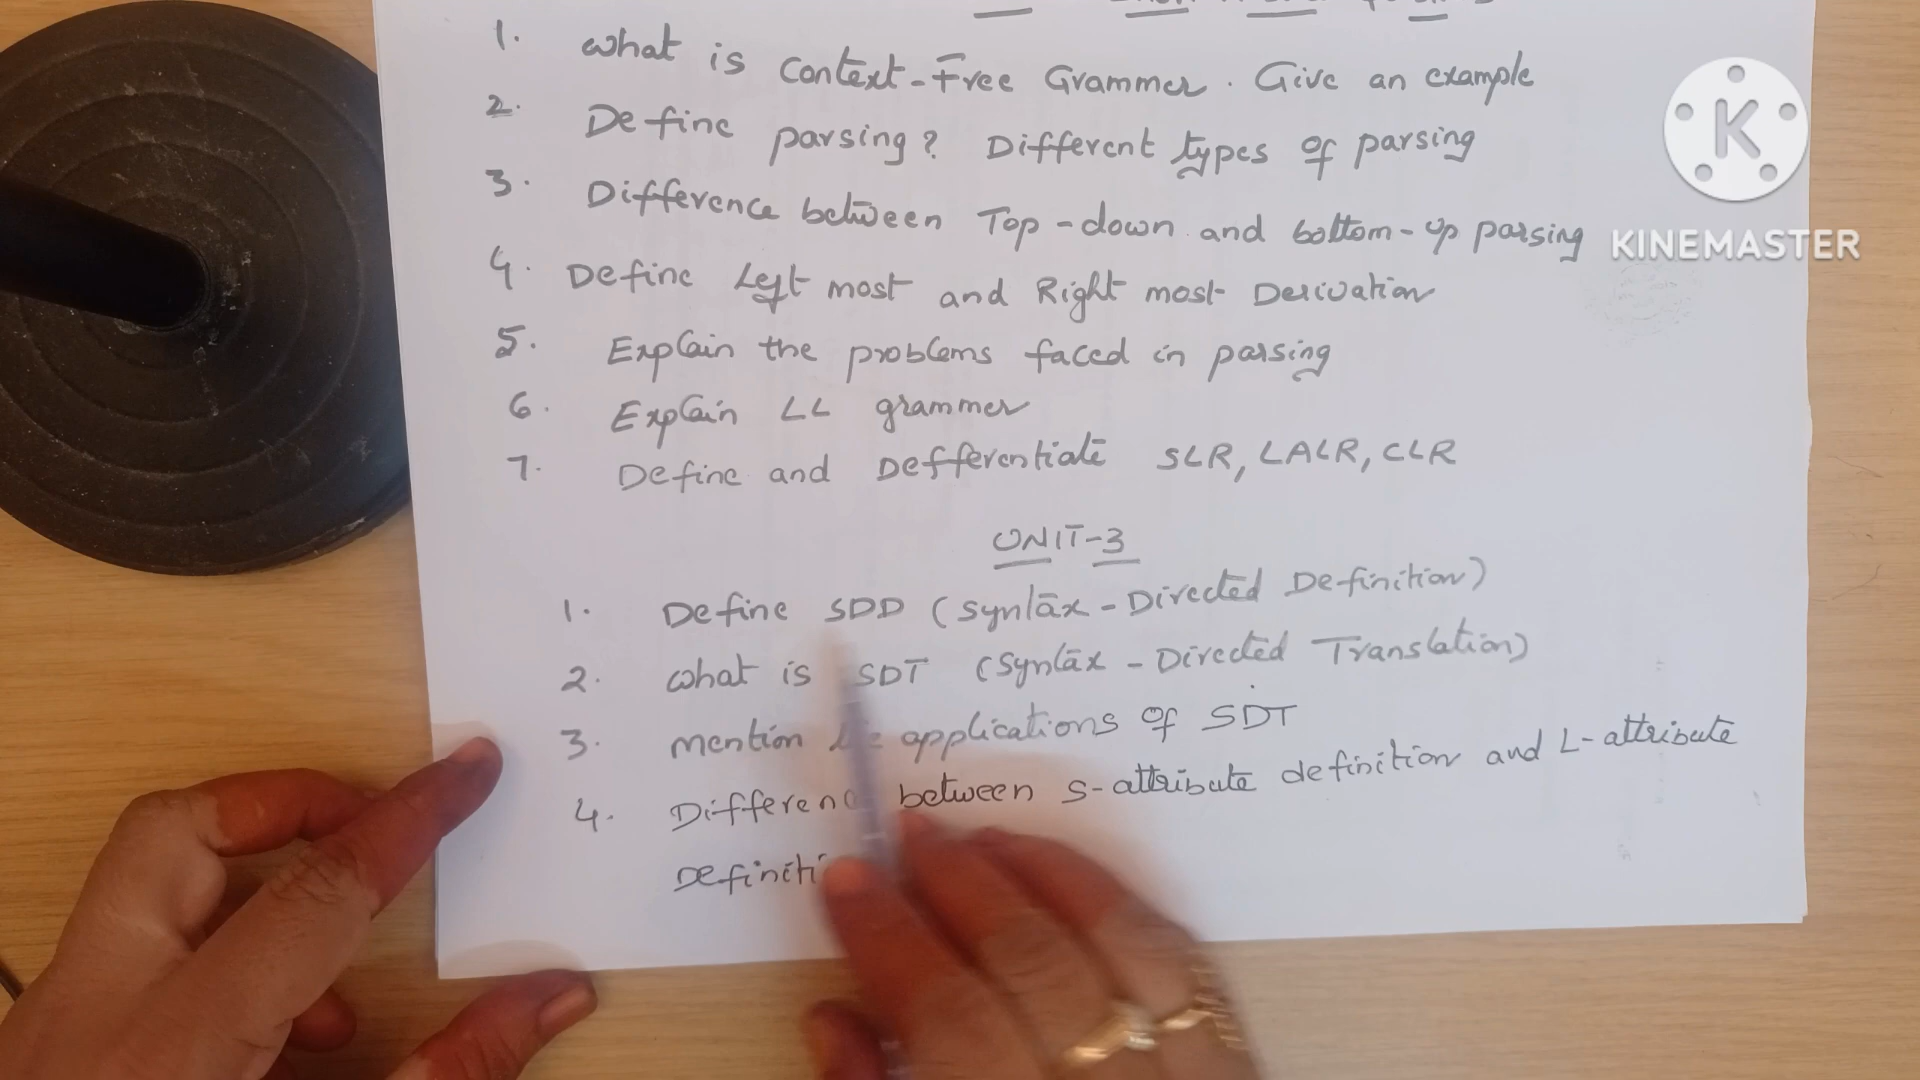 1. What is Context-Free Grammer. Give an example
2. Define parsing? Different types of parsing
3. Difference between Top-down and bottom-up parsing
4. Define Left most and Right most Derivation
5. Explain the problems faced in parsing
6. Explain LL grammer
7. Define and Defferentiate SLR, LALR, CLR
UNIT-3
1. Define SDD (Syntax-Directed Definition)
2. What is SDT (Syntax-Directed Translation)
3. Mention applications of SDT
4. between S-attribute definition and L-attribute
K
KINEMASTER